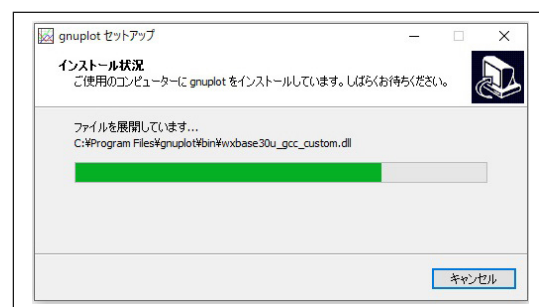 gnuplot セットアップ
インストール状況
ご使用のコンピューターに gnuplot をインストールしています。しばらくお待ちください。
ファイルを展開しています...
C:¥Program Files¥gnuplot¥bin¥wxbase30u_gcc_custom.dll
キャンセル